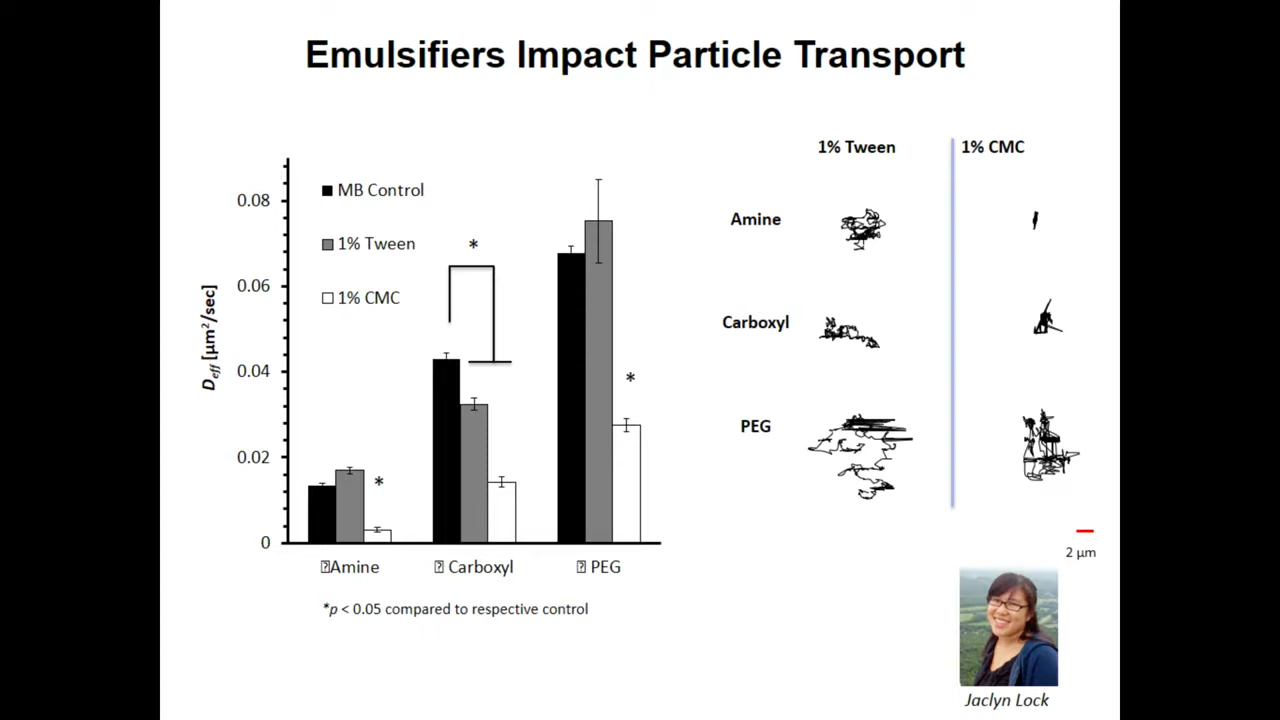 Emulsifiers Impact Particle Transport
0.08
0.06
0.04
0.02
0
Deff [µm²/sec]
MB Control
1% Tween
1% CMC
*
*
*
Amine
Carboxyl
PEG
*p < 0.05 compared to respective control
1% Tween
1% CMC
Amine
Carboxyl
PEG
2 µm
Jaclyn Lock